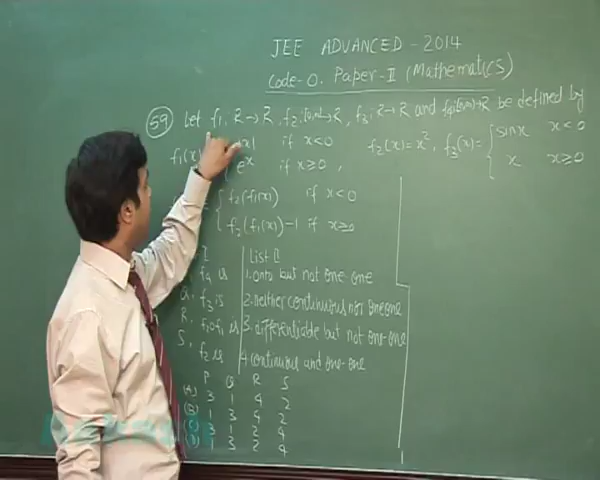 JEE ADVANCED - 2014
Code-0. Paper-II (Mathematics)
59 Let f1: R→R, f2: [0,∞)→R, f3: R→R and f4: [0,∞)→R be defined by
f1(x) |x| if x<0 f2(x)=x², f3(x)= { sinx x<0
e^x if x≥0, x x≥0
{ f2(f1(x)) if x<0
f2(f1(x))-1 if x≥0
I List II
f4 is 1. onto but not one-one
Q. f3 is 2. neither continuous nor one one
R. f2of1 is 3. differentiable but not one-one
S. f2 is 4. continuous and one-one
P Q R S
(A) 3 1 4 2
(B) 1 3 4 2
(C) 3 1 2 4
(D) 1 3 2 4